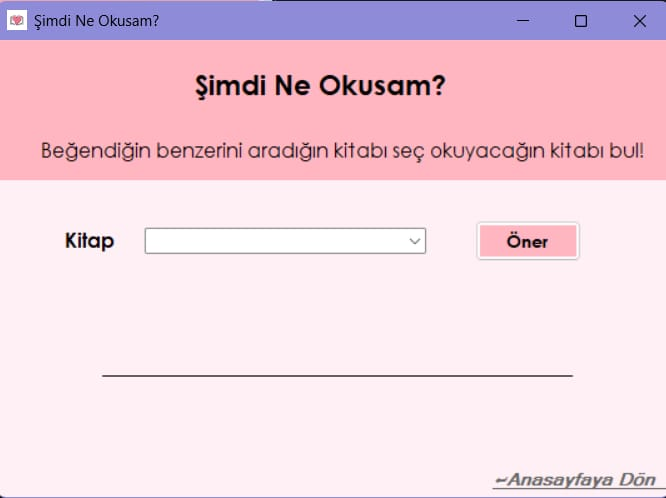 Şimdi Ne Okusam?
Şimdi Ne Okusam?
Beğendiğin benzerini aradığın kitabı seç okuyacağın kitabı bul!
Kitap
Öner
↩Anasayfaya Dön